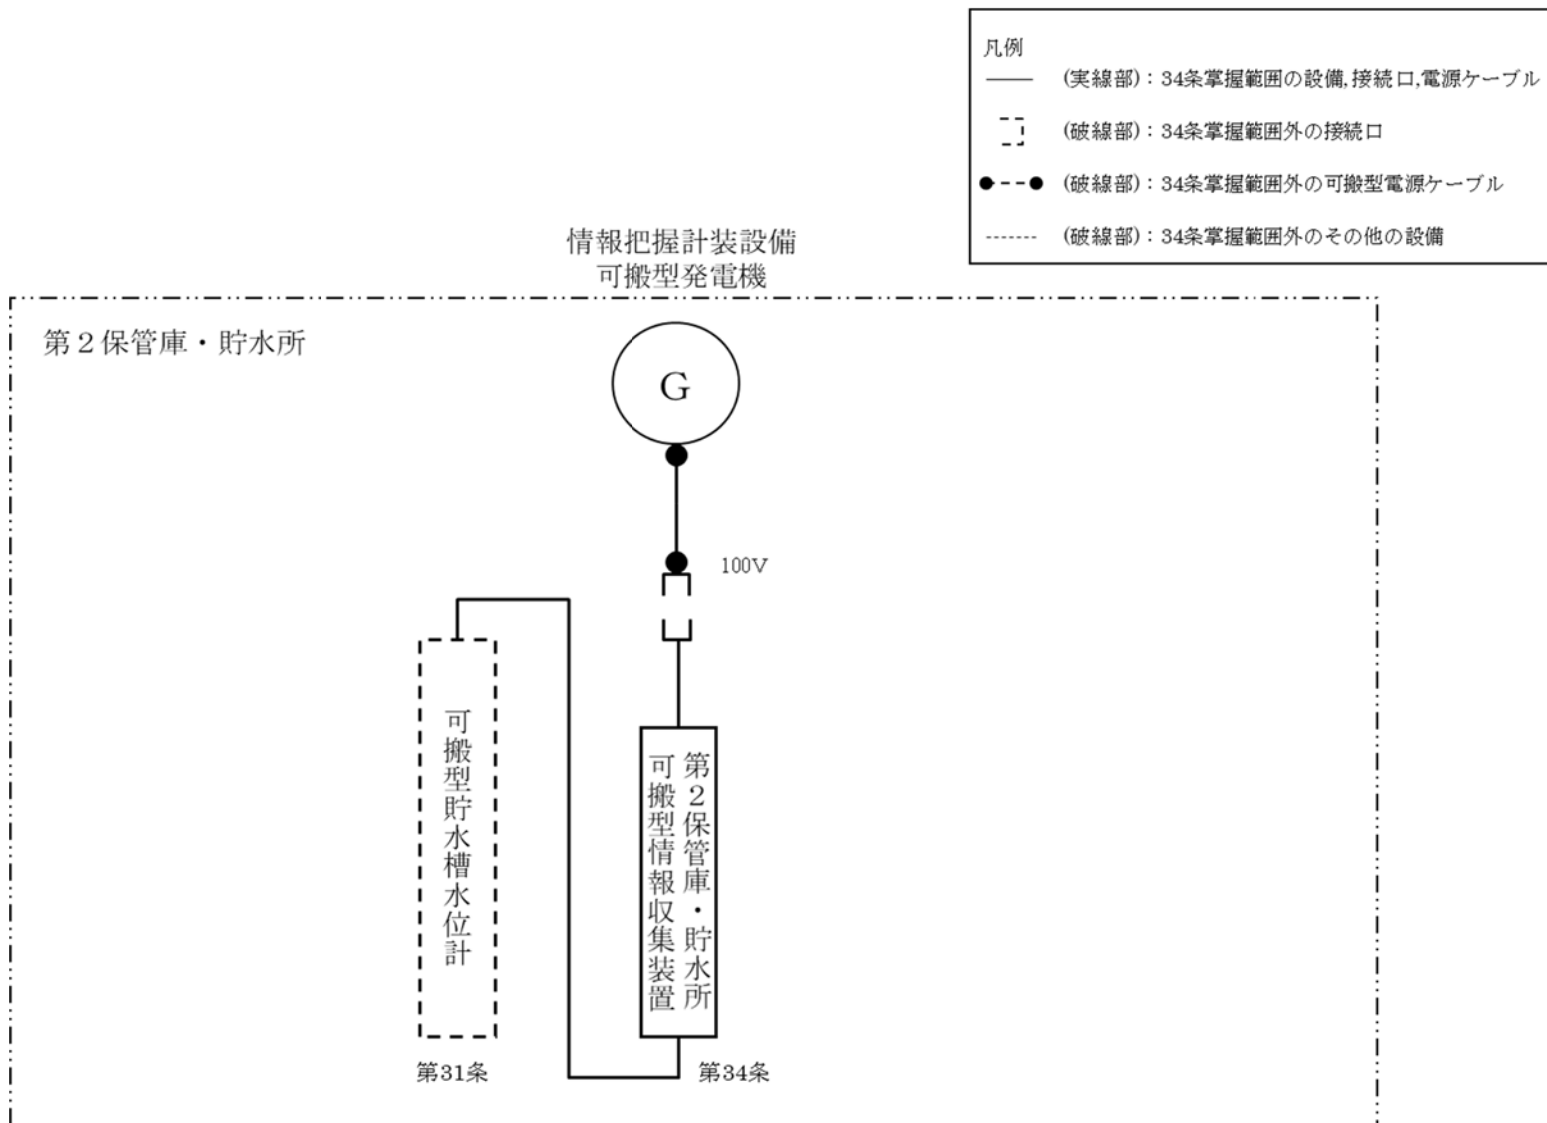 凡例
(実線部)：34条掌握範囲の設備,接続口,電源ケーブル
(破線部)：34条掌握範囲外の接続口
(破線部)：34条掌握範囲外の可搬型電源ケーブル
(破線部)：34条掌握範囲外のその他の設備
情報把握計装設備
可搬型発電機
第２保管庫・貯水所
G
100V
可搬型貯水槽水位計
第２保管庫・貯水所
可搬型情報収集装置
第31条
第34条